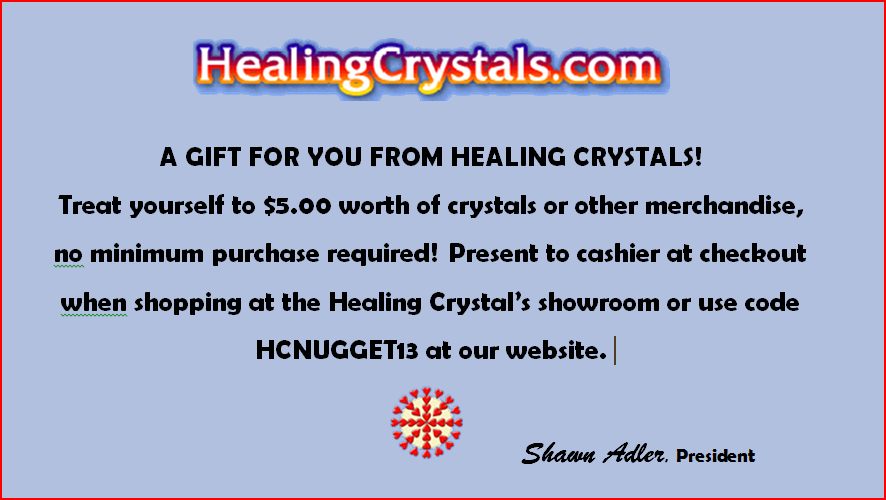 HealingCrystals.com
A GIFT FOR YOU FROM HEALING CRYSTALS!
Treat yourself to $5.00 worth of crystals or other merchandise,
no minimum purchase required! Present to cashier at checkout
when shopping at the Healing Crystal's showroom or use code
HCNUGGET13 at our website.
Shawn Adler, President